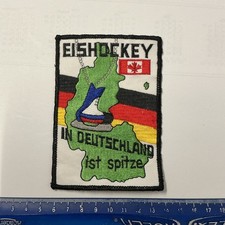 EISHOCKEY
IN DEUTSCHLAND
ist spitze